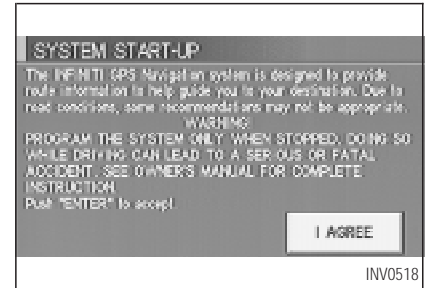 SYSTEM START-UP
The INFINITI GPS Navigation system is designed to provide
route information to help guide you to your destination. Due to
road conditions, some recommendations may not be appropriate.
WARNING!
PROGRAM THE SYSTEM ONLY WHEN STOPPED. DOING SO
WHILE DRIVING CAN LEAD TO A SERIOUS OR FATAL
ACCIDENT. SEE OWNER'S MANUAL FOR COMPLETE
INSTRUCTION.
Push "ENTER" to accept.
I AGREE
INV0518